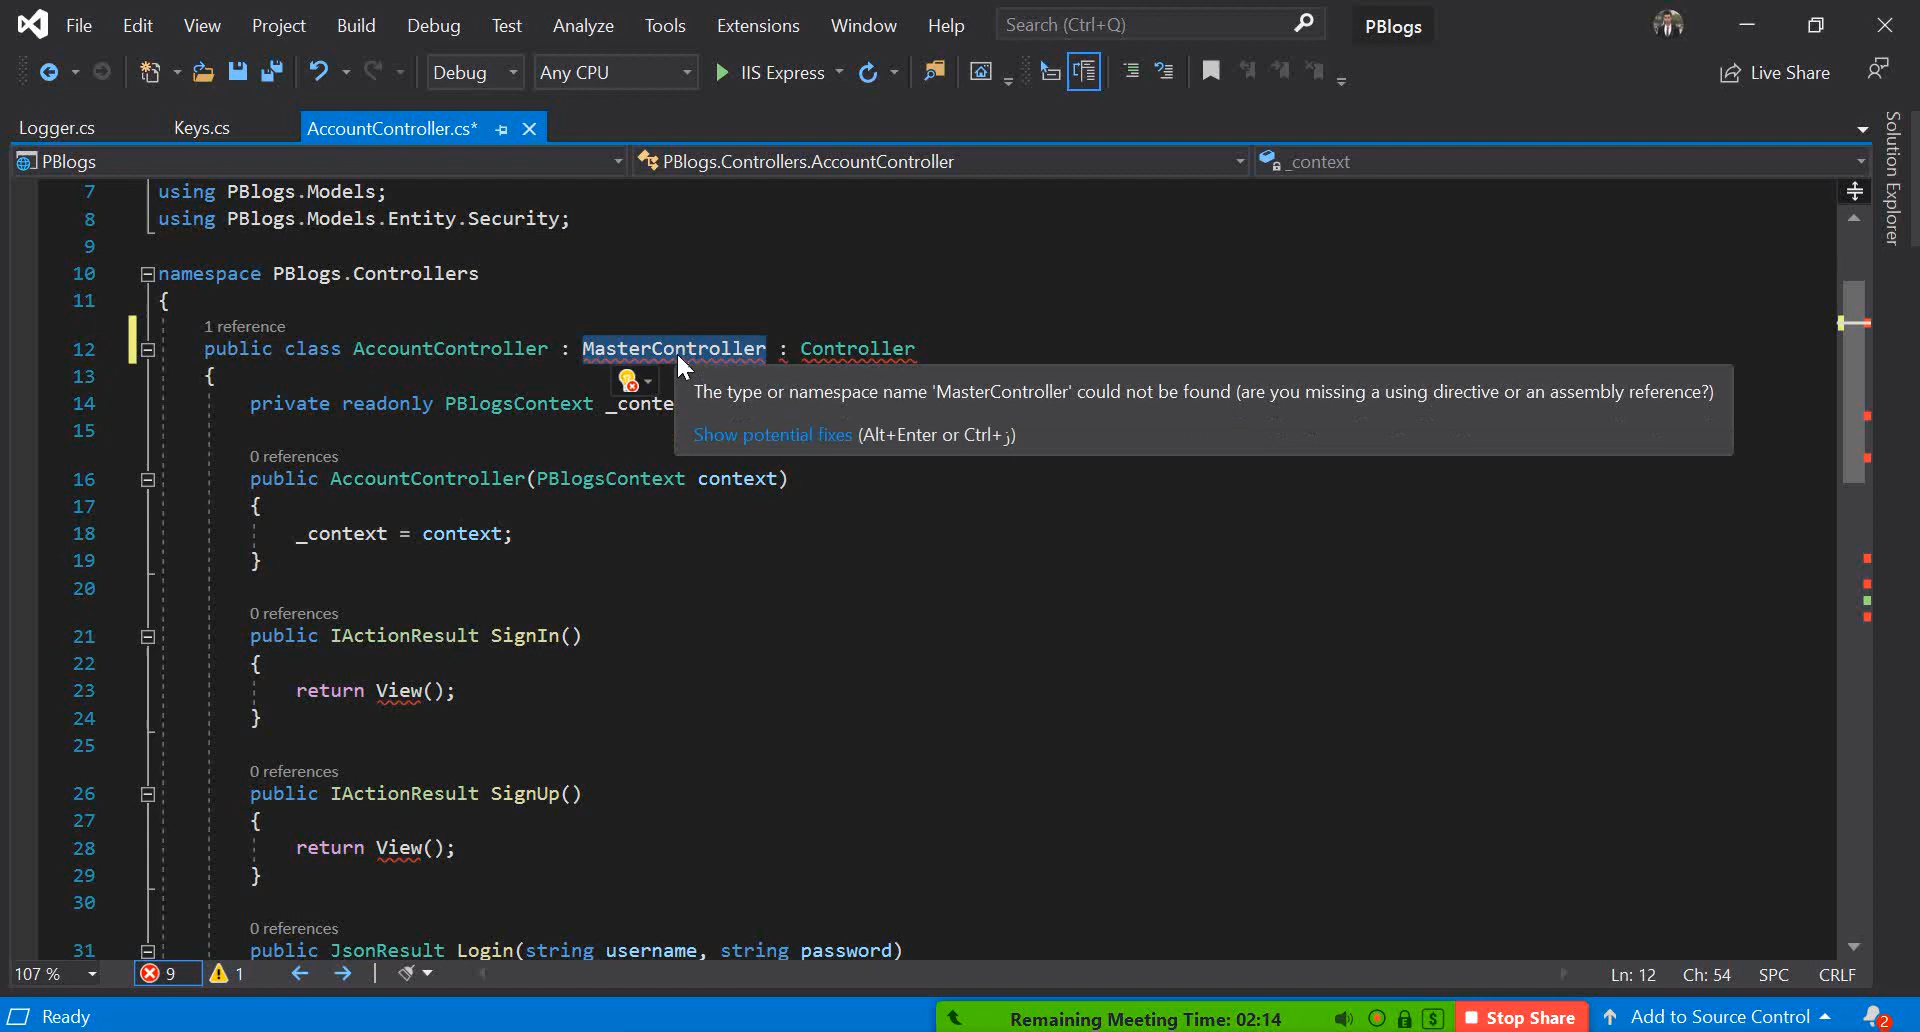 File Edit View Project Build Debug Test Analyze Tools Extensions Window Help Search (Ctrl+Q) PBlogs
Debug Any CPU IIS Express Live Share
Logger.cs Keys.cs AccountController.cs*
PBlogs PBlogs.Controllers.AccountController _context
Solution Explorer
7 using PBlogs.Models;
8 using PBlogs.Models.Entity.Security;
9
10 namespace PBlogs.Controllers
11 {
1 reference
12 public class AccountController : MasterController : Controller
13 {
The type or namespace name 'MasterController' could not be found (are you missing a using directive or an assembly reference?)
14 private readonly PBlogsContext _conte
Show potential fixes (Alt+Enter or Ctrl+ز)
15
0 references
16 public AccountController(PBlogsContext context)
17 {
18 _context = context;
19 }
20
0 references
21 public IActionResult SignIn()
22 {
23 return View();
24 }
25
0 references
26 public IActionResult SignUp()
27 {
28 return View();
29 }
30
0 references
31 public JsonResult Login(string username, string password)
107 % 9 1 Ln: 12 Ch: 54 SPC CRLF
Ready Remaining Meeting Time: 02:14 $ Stop Share Add to Source Control 2